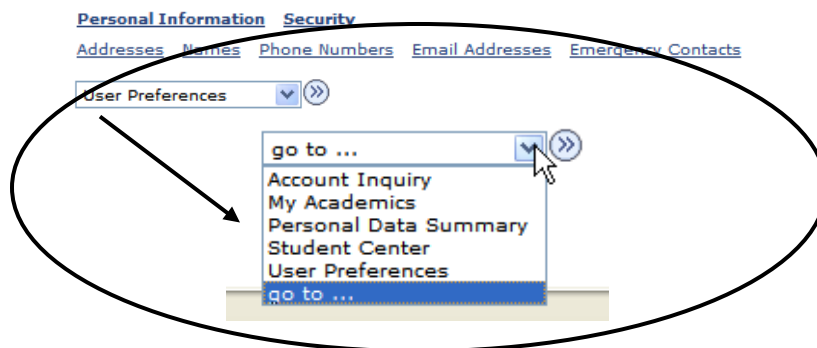 Personal Information Security
Addresses Names Phone Numbers Email Addresses Emergency Contacts
User Preferences
go to ...
Account Inquiry
My Academics
Personal Data Summary
Student Center
User Preferences
go to ...